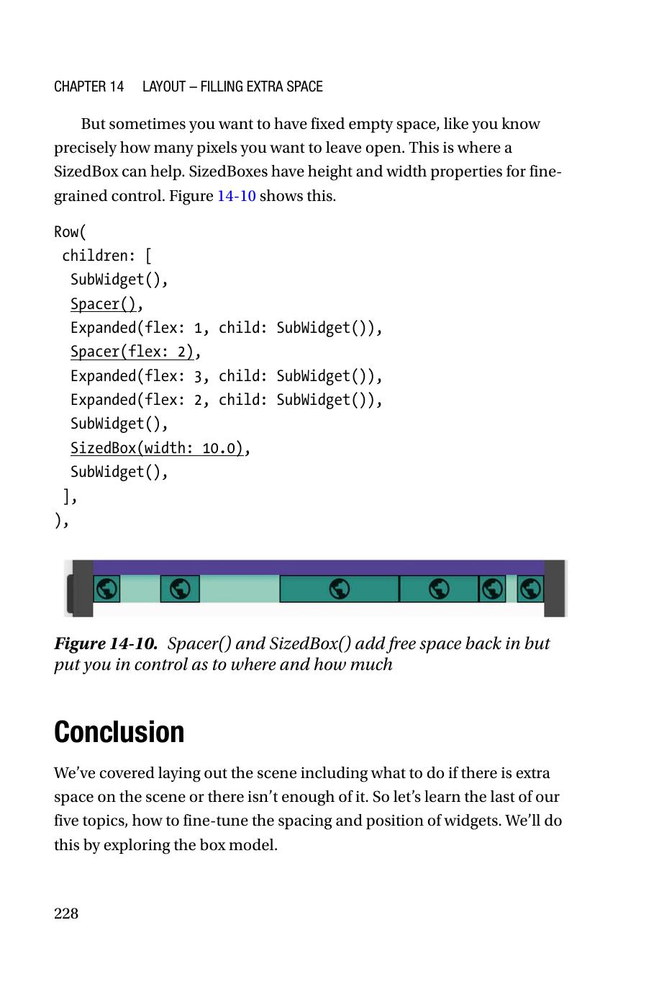 CHAPTER 14 LAYOUT – FILLING EXTRA SPACE
But sometimes you want to have fixed empty space, like you know
precisely how many pixels you want to leave open. This is where a
SizedBox can help. SizedBoxes have height and width properties for fine-
grained control. Figure 14-10 shows this.
Row(
 children: [
  SubWidget(),
  Spacer(),
  Expanded(flex: 1, child: SubWidget()),
  Spacer(flex: 2),
  Expanded(flex: 3, child: SubWidget()),
  Expanded(flex: 2, child: SubWidget()),
  SubWidget(),
  SizedBox(width: 10.0),
  SubWidget(),
 ],
),
Figure 14-10. Spacer() and SizedBox() add free space back in but
put you in control as to where and how much
Conclusion
We’ve covered laying out the scene including what to do if there is extra
space on the scene or there isn’t enough of it. So let’s learn the last of our
five topics, how to fine-tune the spacing and position of widgets. We’ll do
this by exploring the box model.
228